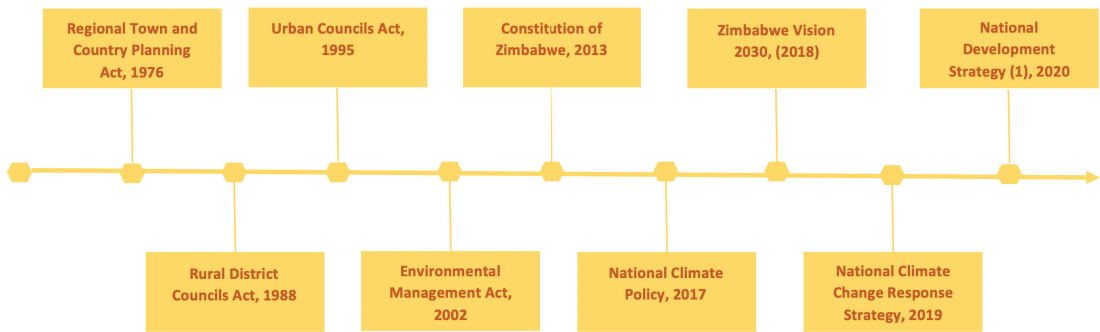 Regional Town and
Country Planning
Act, 1976
Urban Councils Act,
1995
Constitution of
Zimbabwe, 2013
Zimbabwe Vision
2030, (2018)
National
Development
Strategy (1), 2020
Rural District
Councils Act, 1988
Environmental
Management Act,
2002
National Climate
Policy, 2017
National Climate
Change Response
Strategy, 2019